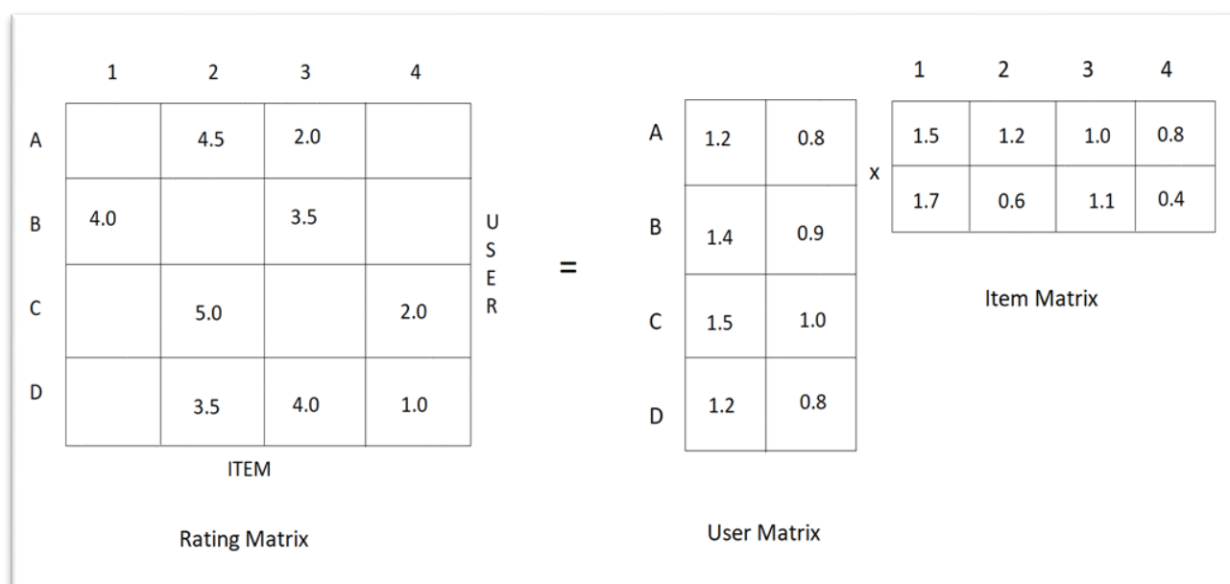 1 2 3 4
A 4.5 2.0
B 4.0 3.5
C 5.0 2.0
D 3.5 4.0 1.0
ITEM
Rating Matrix
U
S
E
R
=
A 1.2 0.8
B 1.4 0.9
C 1.5 1.0
D 1.2 0.8
User Matrix
x
1 2 3 4
1.5 1.2 1.0 0.8
1.7 0.6 1.1 0.4
Item Matrix